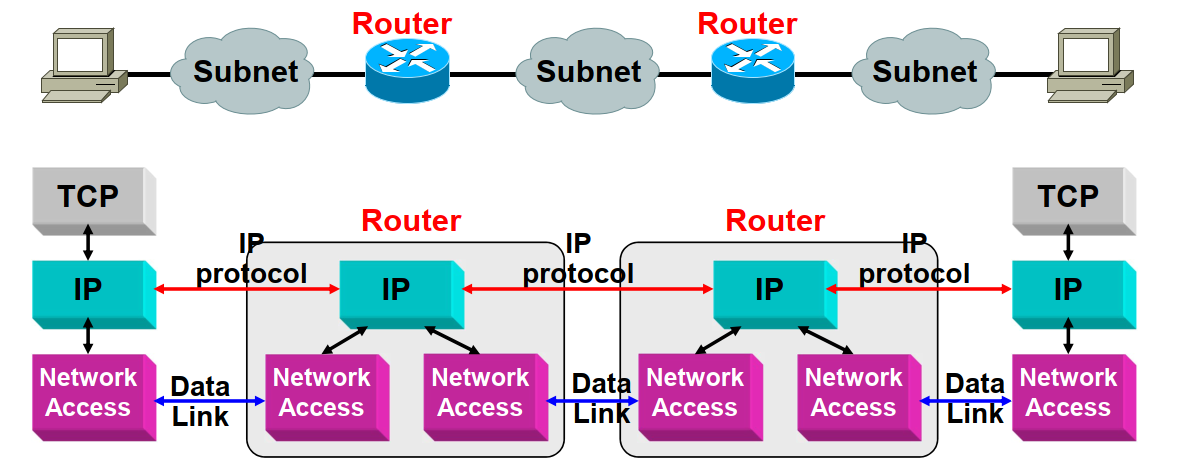 Router
Router
Subnet
Subnet
Subnet
TCP
TCP
Router
Router
IP
protocol
IP
protocol
IP
protocol
IP
IP
IP
IP
Network
Access
Data
Link
Network
Access
Network
Access
Data
Link
Network
Access
Network
Access
Data
Link
Network
Access